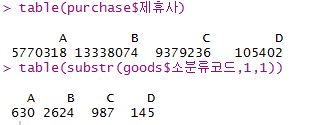 > table(purchase$제휴사)
A B C D
5770318 13338074 9379236 105402
> table(substr(goods$소분류코드,1,1))
A B C D
630 2624 987 145